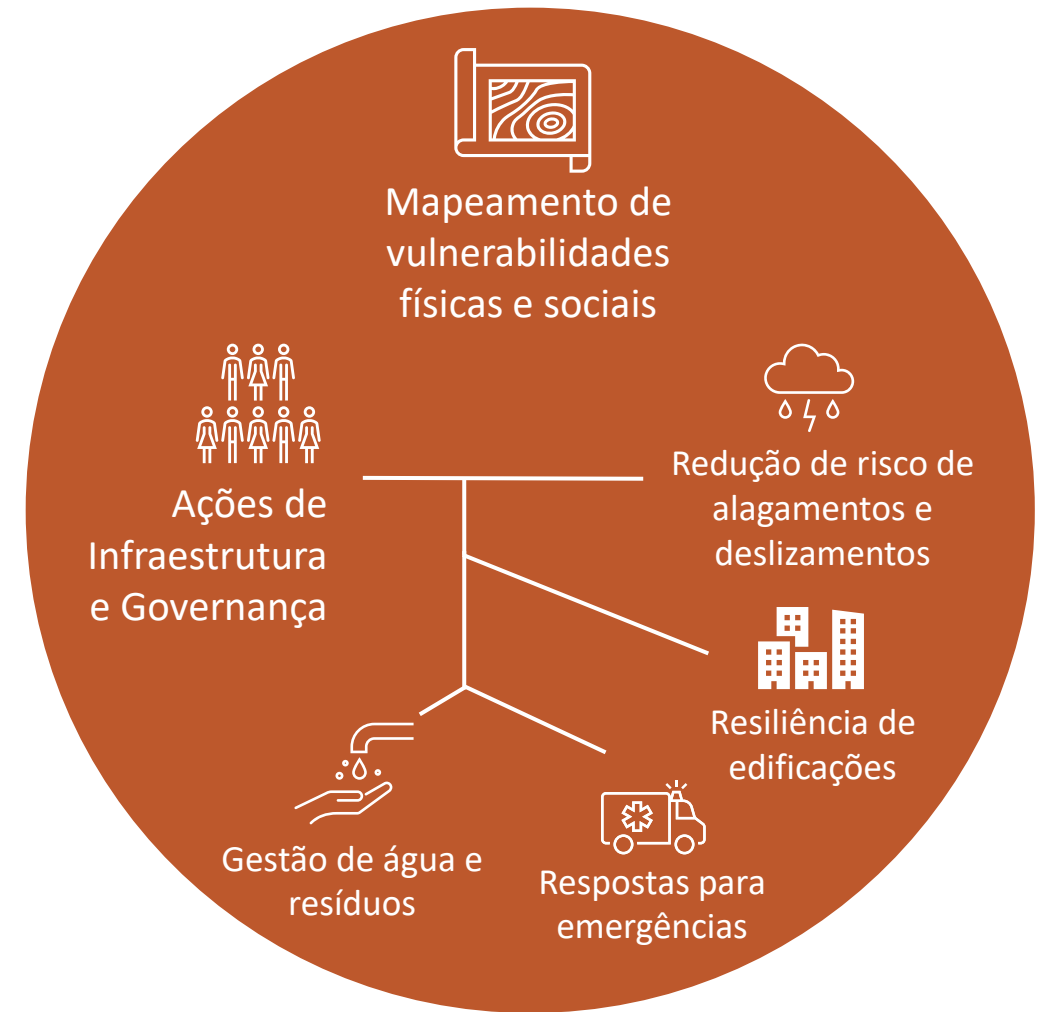 Mapeamento de
vulnerabilidades
físicas e sociais
Ações de
Infraestrutura
e Governança
Redução de risco de
alagamentos e
deslizamentos
Resiliência de
edificações
Gestão de água e
resíduos
Respostas para
emergências